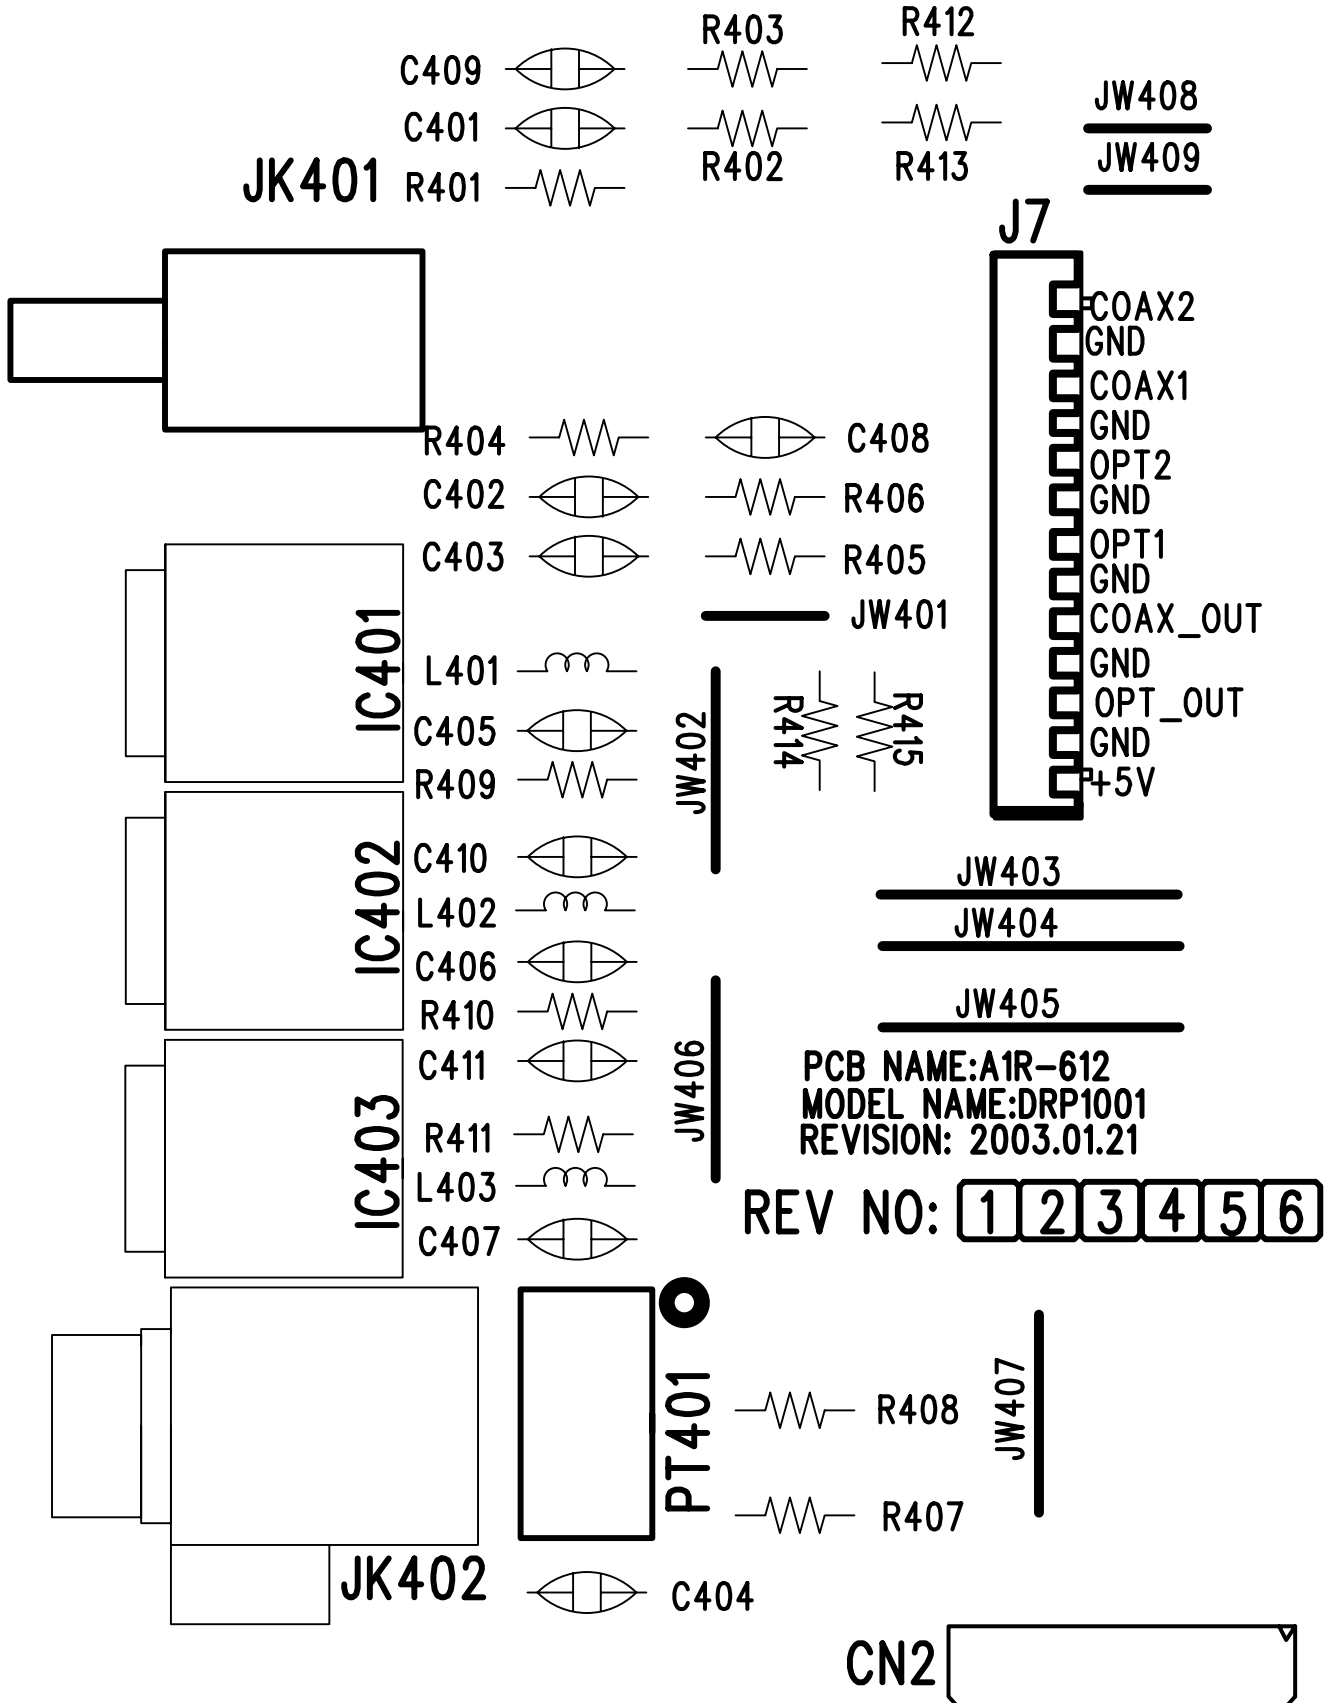 R403
R412
C409
JW408
C401
JW409
R402
R413
JK401
R401
J7
COAX2
GND
COAX1
GND
R404
C408
OPT2
C402
R406
GND
OPT1
C403
R405
GND
JW401
COAX_OUT
IC401
L401
GND
R414
R415
OPT_OUT
C405
JW402
GND
R409
+5V
IC402
C410
JW403
L402
JW404
C406
JW405
R410
C411
JW406
PCB NAME:A1R-612
MODEL NAME:DRP1001
REVISION: 2003.01.21
IC403
R411
L403
REV NO: 1 2 3 4 5 6
C407
PT401
R408
JW407
R407
JK402
C404
CN2